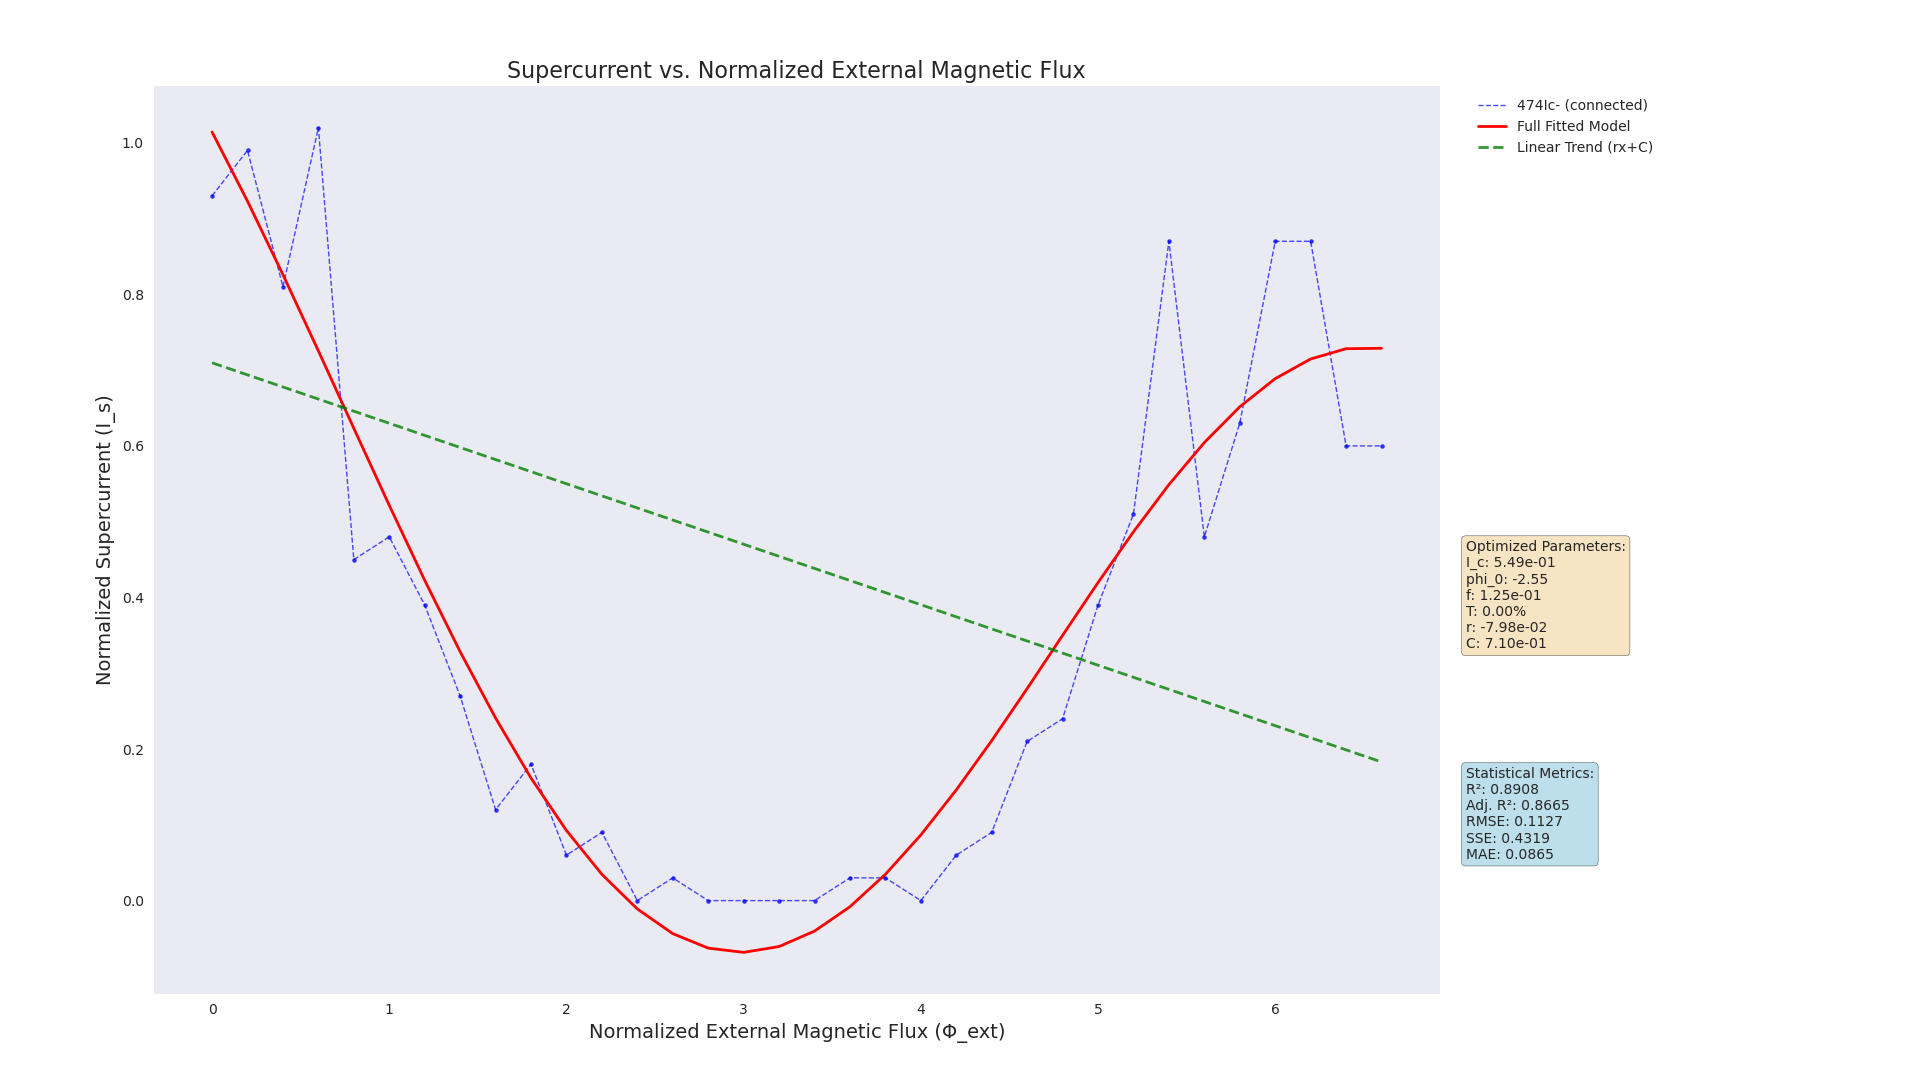 Supercurrent vs. Normalized External Magnetic Flux
1.0
0.8
0.6
0.4
0.2
0.0
Normalized Supercurrent (I_s)
0 1 2 3 4 5 6
Normalized External Magnetic Flux (Φ_ext)
474Ic- (connected)
Full Fitted Model
Linear Trend (rx+C)
Optimized Parameters:
I_c: 5.49e-01
phi_0: -2.55
f: 1.25e-01
T: 0.00%
r: -7.98e-02
C: 7.10e-01
Statistical Metrics:
R²: 0.8908
Adj. R²: 0.8665
RMSE: 0.1127
SSE: 0.4319
MAE: 0.0865